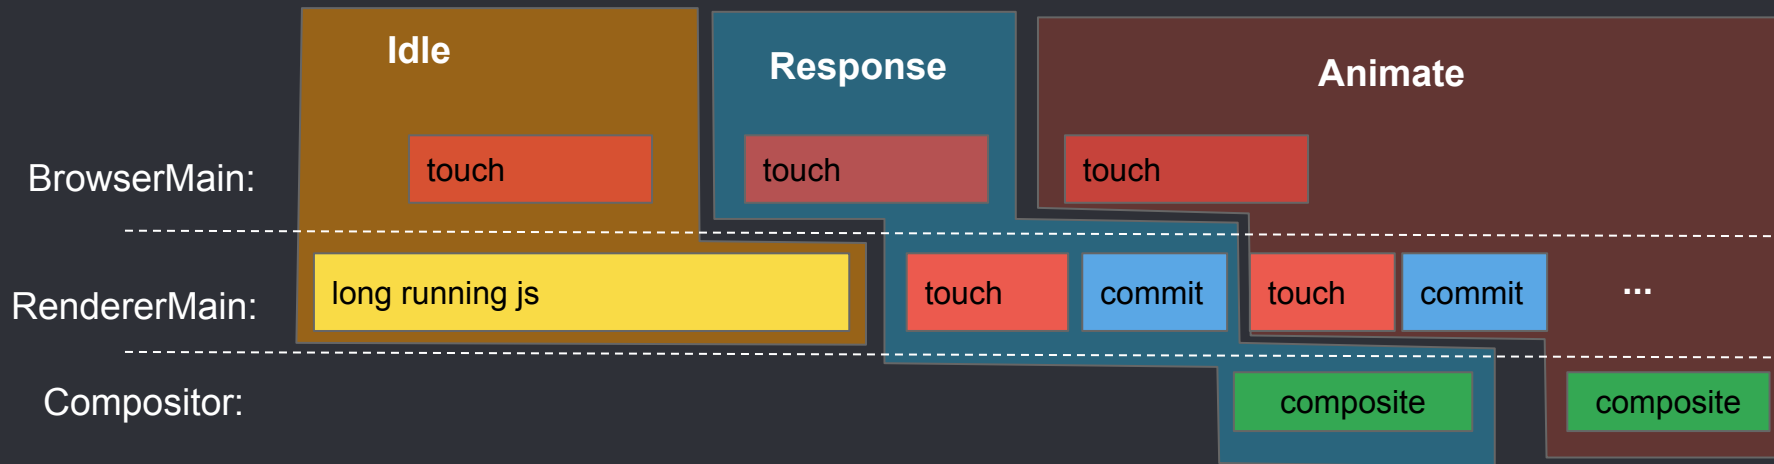 Idle
Response
Animate
BrowserMain: touch touch touch
RendererMain: long running js touch commit touch commit ...
Compositor: composite composite